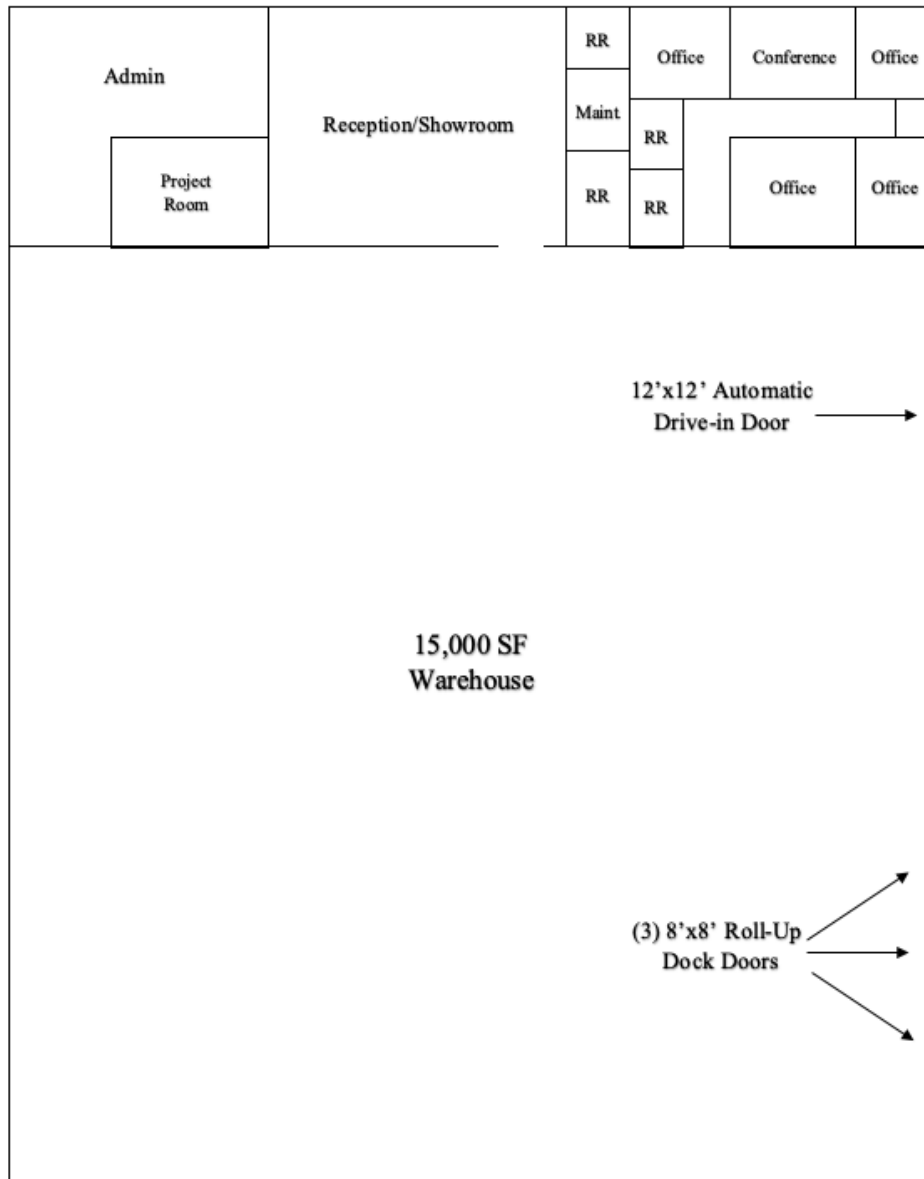 RR
Office
Conference
Office
Admin
Reception/Showroom
Maint
RR
Project
Room
RR
RR
Office
Office
12’x12’ Automatic
Drive-in Door
15,000 SF
Warehouse
(3) 8’x8’ Roll-Up
Dock Doors